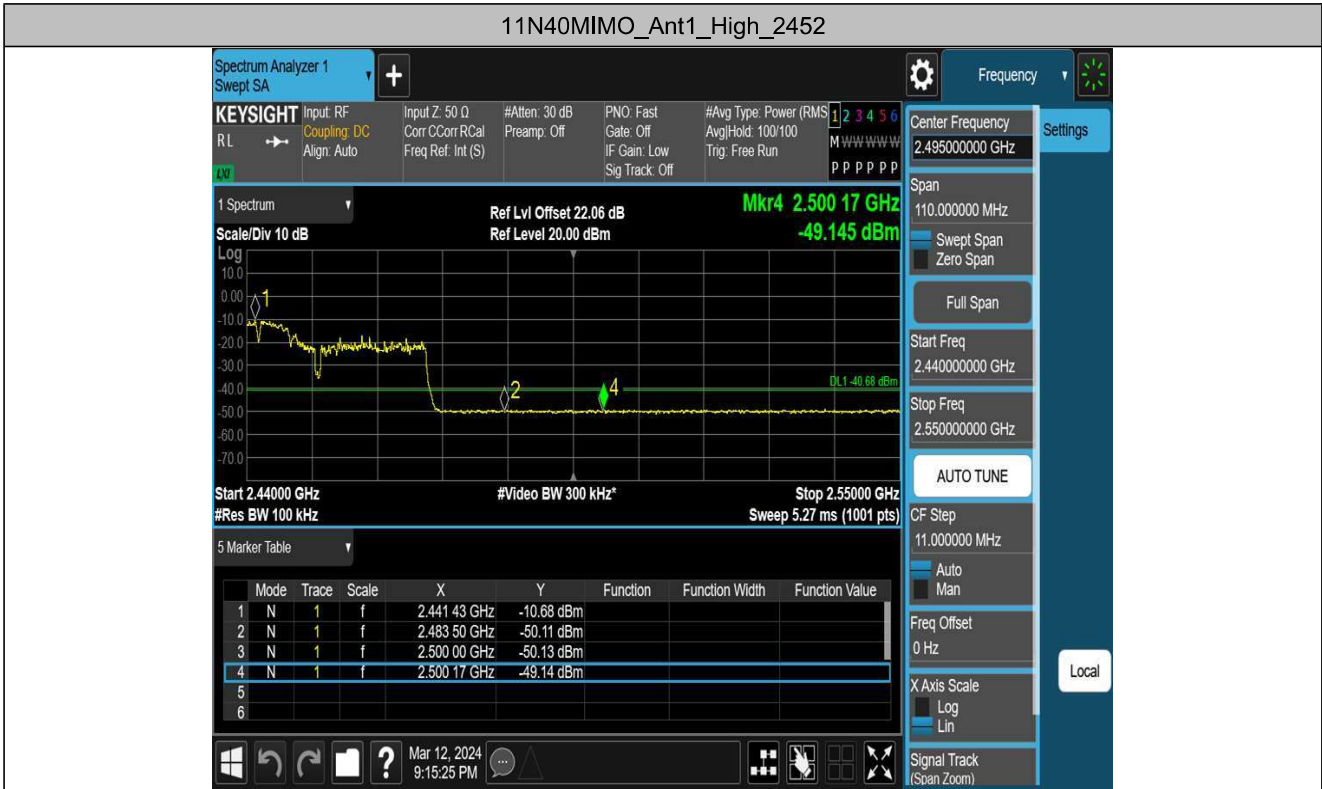 11N40MIMO_Ant1_High_2452
Spectrum Analyzer 1
Swept SA
+
Frequency
KEYSIGHT
RL
LXI
Input: RF
Coupling: DC
Align: Auto
Input Z: 50 Ω
Corr CCorr RCal
Freq Ref: Int (S)
#Atten: 30 dB
Preamp: Off
PNO: Fast
Gate: Off
IF Gain: Low
Sig Track: Off
#Avg Type: Power (RMS
Avg|Hold: 100/100
Trig: Free Run
1 2 3 4 5 6
M W W W W W
P P P P P P
1 Spectrum
Scale/Div 10 dB
Ref Lvl Offset 22.06 dB
Ref Level 20.00 dBm
Mkr4 2.500 17 GHz
-49.145 dBm
Log
10.0
0.00
-10.0
-20.0
-30.0
-40.0
-50.0
-60.0
-70.0
1
2
4
DL1 -40.68 dBm
Start 2.44000 GHz
#Video BW 300 kHz*
Stop 2.55000 GHz
#Res BW 100 kHz
Sweep 5.27 ms (1001 pts)
5 Marker Table
Mode Trace Scale X Y Function Function Width Function Value
1 N 1 f 2.441 43 GHz -10.68 dBm
2 N 1 f 2.483 50 GHz -50.11 dBm
3 N 1 f 2.500 00 GHz -50.13 dBm
4 N 1 f 2.500 17 GHz -49.14 dBm
5
6
Mar 12, 2024
9:15:25 PM
?
Center Frequency
2.495000000 GHz
Settings
Span
110.000000 MHz
Swept Span
Zero Span
Full Span
Start Freq
2.440000000 GHz
Stop Freq
2.550000000 GHz
AUTO TUNE
CF Step
11.000000 MHz
Auto
Man
Freq Offset
0 Hz
Local
X Axis Scale
Log
Lin
Signal Track
(Span Zoom)